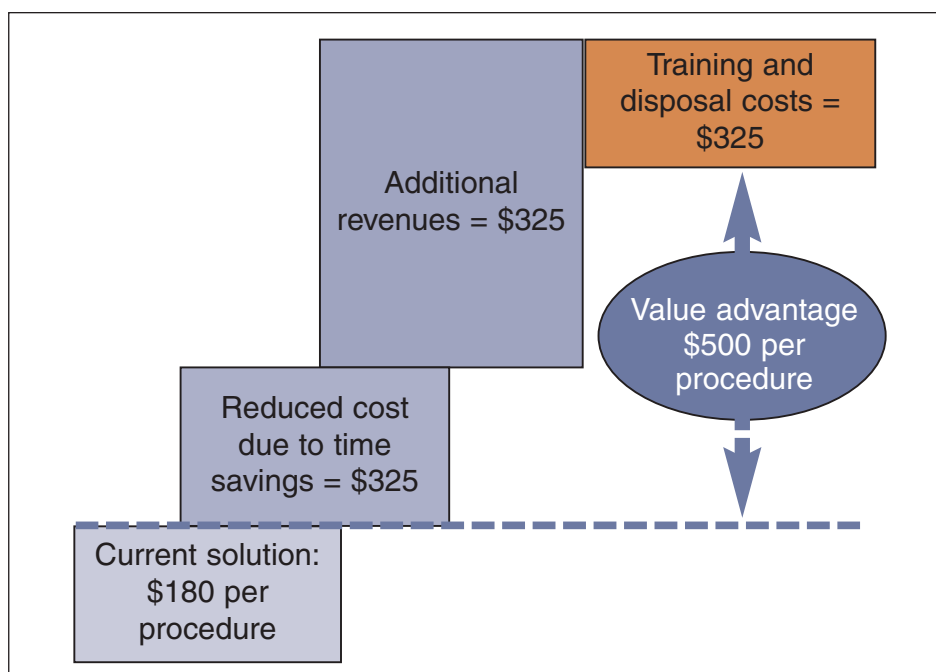 Training and
disposal costs =
$325
Additional
revenues = $325
Value advantage
$500 per
procedure
Reduced cost
due to time
savings = $325
Current solution:
$180 per
procedure